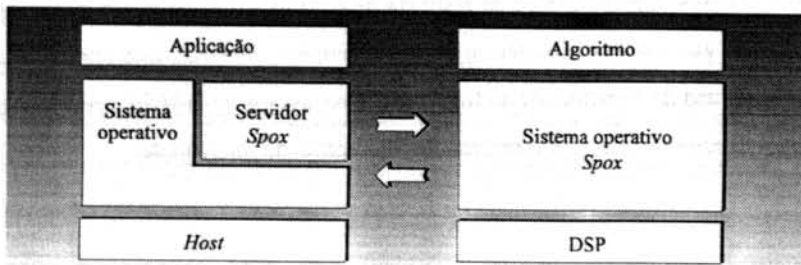 Aplicação
Sistema
operativo
Servidor
Spox
Host
Algoritmo
Sistema operativo
Spox
DSP